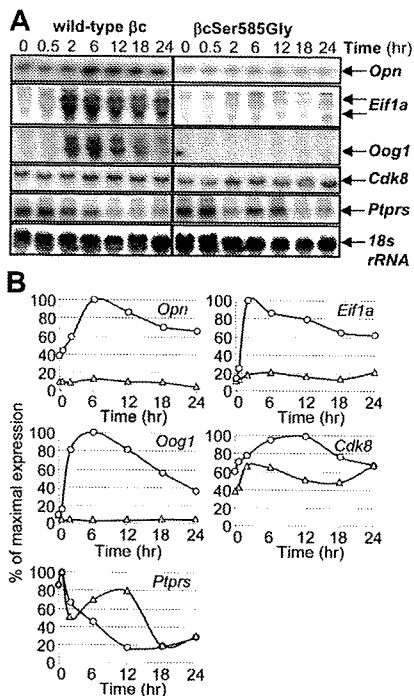 A
wild-type βc βcSer585Gly
0 0.5 2 6 12 18 24 0 0.5 2 6 12 18 24 Time (hr)
Opn
Eif1a
Oog1
Cdk8
Ptprs
18s
rRNA
B
% of maximal expression
100
80
60
40
20
0
Opn
0 6 12 18 24
Time (hr)
100
80
60
40
20
0
Eif1a
0 6 12 18 24
Time (hr)
100
80
60
40
20
0
Oog1
0 6 12 18 24
Time (hr)
100
80
60
40
20
0
Cdk8
0 6 12 18 24
Time (hr)
100
80
60
40
20
0
Ptprs
0 6 12 18 24
Time (hr)